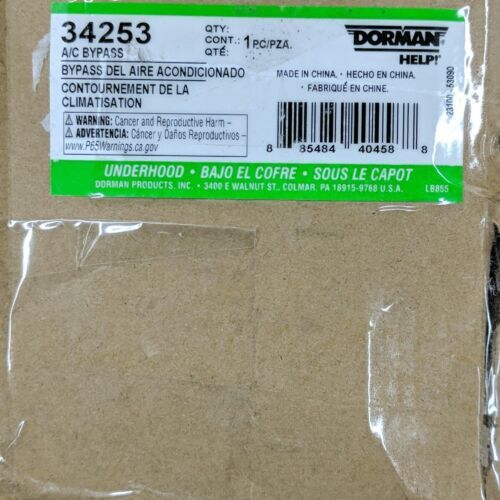 34253
A/C BYPASS
BYPASS DEL AIRE ACONDICIONADO
CONTOURNEMENT DE LA
CLIMATISATION
WARNING: Cancer and Reproductive Harm –
ADVERTENCIA: Cáncer y Daños Reproductivos –
www.P65Warnings.ca.gov
QTY:
CONT.: 1 PC/PZA.
QTÉ:
DORMAN®
HELP!®
MADE IN CHINA. • HECHO EN CHINA.
• FABRIQUÉ EN CHINE.
8 85484 40458 8
UNDERHOOD • BAJO EL COFRE • SOUS LE CAPOT
DORMAN PRODUCTS, INC. • 3400 E WALNUT ST., COLMAR, PA 18915-9768 U.S.A.
LB855